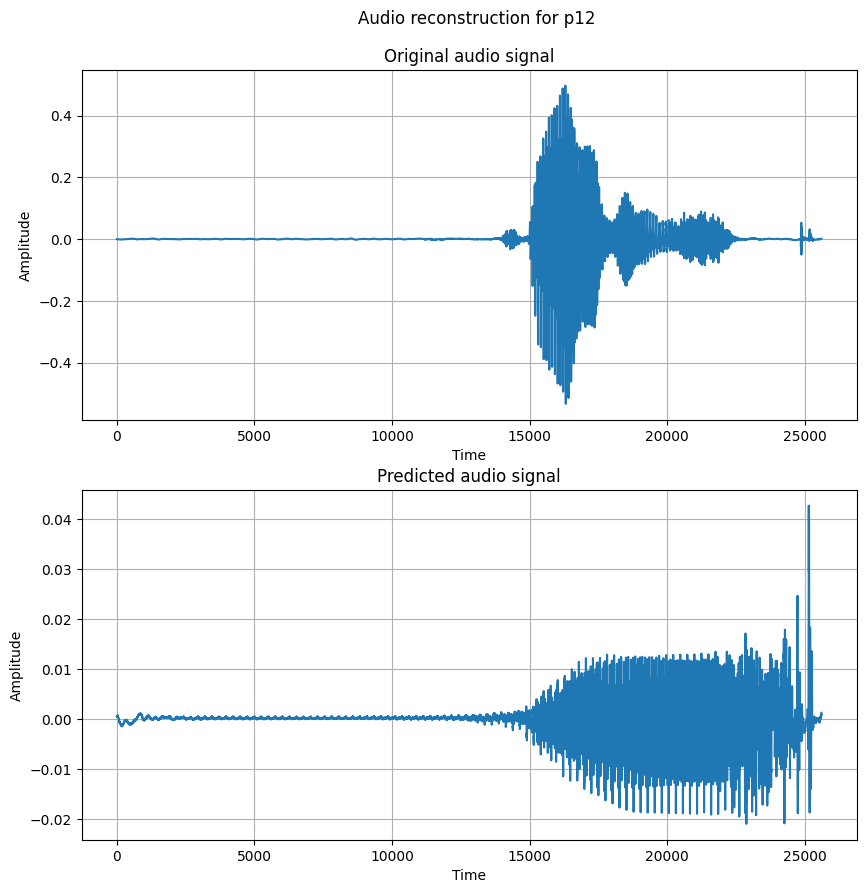 Audio reconstruction for p12
Original audio signal
Amplitude
0.4
0.2
0.0
−0.2
−0.4
0 5000 10000 15000 20000 25000
Time
Predicted audio signal
Amplitude
0.04
0.03
0.02
0.01
0.00
−0.01
−0.02
0 5000 10000 15000 20000 25000
Time